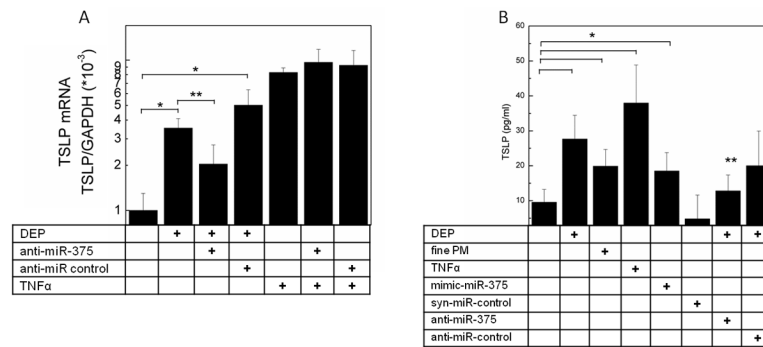 A
TSLP mRNA
TSLP/GAPDH (*10-3)
9
8
7
6
5
4
3
2
1
*
**
*
DEP + + +
anti-miR-375 + +
anti-miR control + +
TNFα + + +
B
TSLP (pg/ml)
60
50
40
30
20
10
*
**
DEP + + +
fine PM +
TNFα +
mimic-miR-375 +
syn-miR-control +
anti-miR-375 +
anti-miR-control +